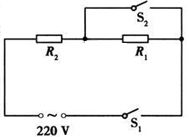 S₂
R₂ R₁
S₁
220 V